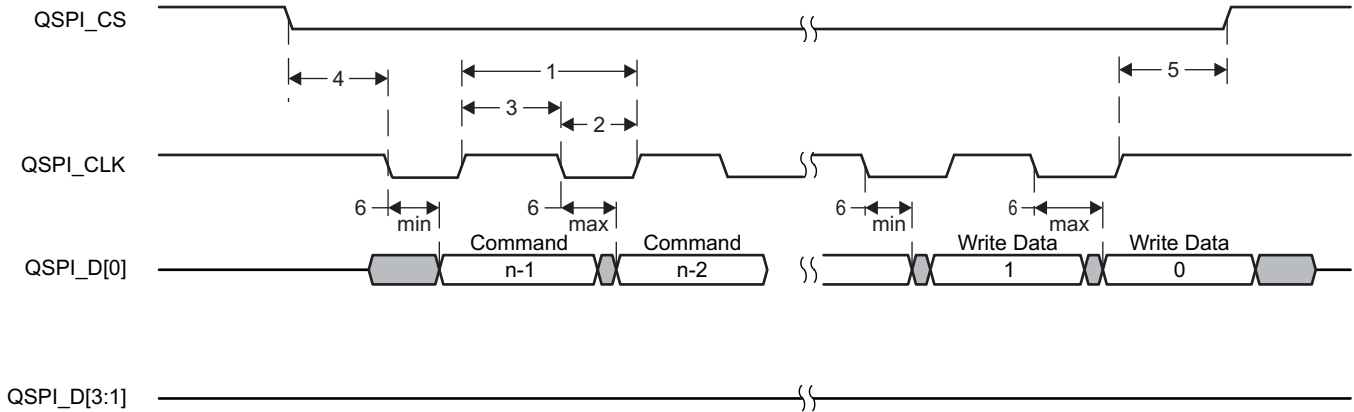 QSPI_CS
4
1
5
3
2
QSPI_CLK
6 min
6 max
6 min
6 max
Command Command Write Data Write Data
QSPI_D[0] n-1 n-2 1 0
QSPI_D[3:1]